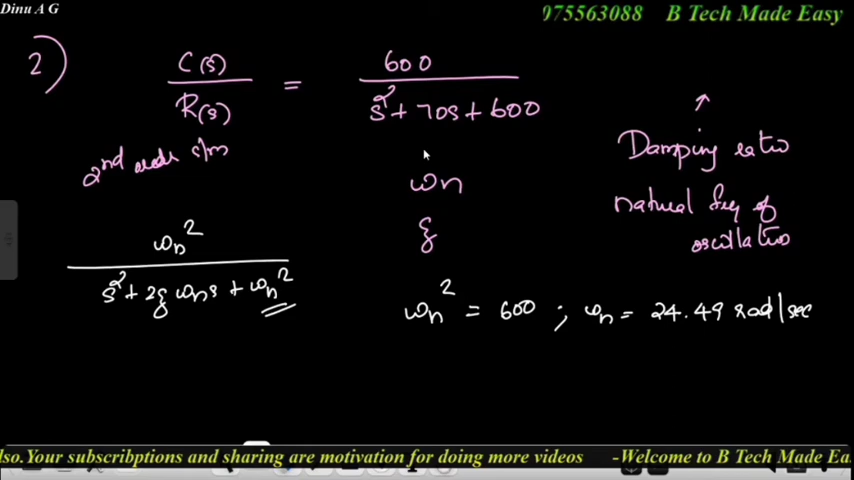 Dinu A G
975563088 B Tech Made Easy
2) C(s) / R(s) = 600 / s² + 70s + 600
2nd order s/m
Damping ratio
ωn
natural freq of oscillation
ξ
ωn² / s² + 2ξωns + ωn²
ωn² = 600 ; ωn = 24.49 rad/sec
lso.Your subscribptions and sharing are motivation for doing more videos -Welcome to B Tech Made Ea